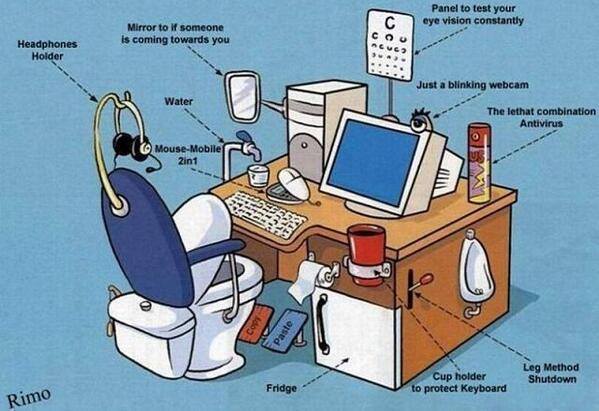 Panel to test your
eye vision constantly
Mirror to if someone
is coming towards you
Headphones
Holder
C
Just a blinking webcam
Water
The lethat combination
Antivirus
Mouse-Mobile
2in1
Copy
Paste
Leg Method
Shutdown
Cup holder
to protect Keyboard
Fridge
Rimo